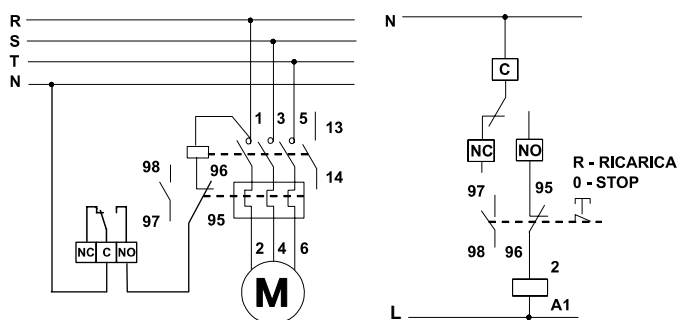 R
S
T
N
1 3 5 13
98 96 14
97 95
NC C NO
2 4 6
M
N
C
NC NO
R - RICARICA
0 - STOP
97 95
98 96
2
A1
L